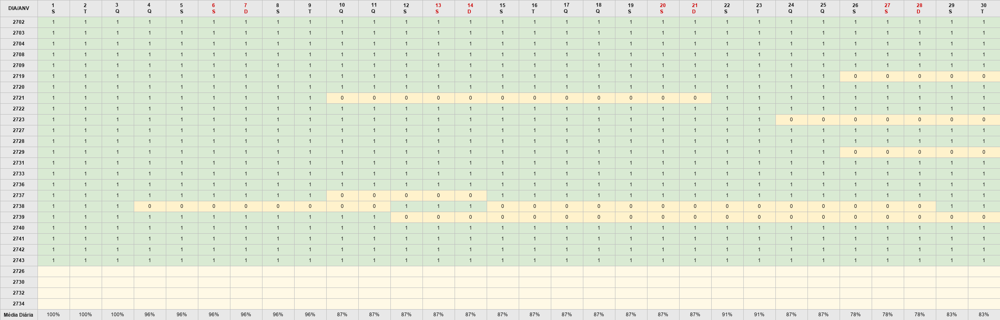 DIA/ANV 1 2 3 4 5 6 7 8 9 10 11 12 13 14 15 16 17 18 19 20 21 22 23 24 25 26 27 28 29 30
S T Q Q S S D S T Q Q S S D S T Q Q S S D S T Q Q S S D S T
2702 1 1 1 1 1 1 1 1 1 1 1 1 1 1 1 1 1 1 1 1 1 1 1 1 1 1 1 1 1 1
2703 1 1 1 1 1 1 1 1 1 1 1 1 1 1 1 1 1 1 1 1 1 1 1 1 1 1 1 1 1 1
2704 1 1 1 1 1 1 1 1 1 1 1 1 1 1 1 1 1 1 1 1 1 1 1 1 1 1 1 1 1 1
2708 1 1 1 1 1 1 1 1 1 1 1 1 1 1 1 1 1 1 1 1 1 1 1 1 1 1 1 1 1 1
2709 1 1 1 1 1 1 1 1 1 1 1 1 1 1 1 1 1 1 1 1 1 1 1 1 1 1 1 1 1 1
2719 1 1 1 1 1 1 1 1 1 1 1 1 1 1 1 1 1 1 1 1 1 1 1 1 1 0 0 0 0 0
2720 1 1 1 1 1 1 1 1 1 1 1 1 1 1 1 1 1 1 1 1 1 1 1 1 1 1 1 1 1 1
2721 1 1 1 1 1 1 1 1 1 0 0 0 0 0 0 0 0 0 0 0 0 1 1 1 1 1 1 1 1 1
2722 1 1 1 1 1 1 1 1 1 1 1 1 1 1 1 1 1 1 1 1 1 1 1 1 1 1 1 1 1 1
2723 1 1 1 1 1 1 1 1 1 1 1 1 1 1 1 1 1 1 1 1 1 1 1 0 0 0 0 0 0 0
2727 1 1 1 1 1 1 1 1 1 1 1 1 1 1 1 1 1 1 1 1 1 1 1 1 1 1 1 1 1 1
2728 1 1 1 1 1 1 1 1 1 1 1 1 1 1 1 1 1 1 1 1 1 1 1 1 1 1 1 1 1 1
2729 1 1 1 1 1 1 1 1 1 1 1 1 1 1 1 1 1 1 1 1 1 1 1 1 1 0 0 0 0 0
2731 1 1 1 1 1 1 1 1 1 1 1 1 1 1 1 1 1 1 1 1 1 1 1 1 1 1 1 1 1 1
2733 1 1 1 1 1 1 1 1 1 1 1 1 1 1 1 1 1 1 1 1 1 1 1 1 1 1 1 1 1 1
2736 1 1 1 1 1 1 1 1 1 1 1 1 1 1 1 1 1 1 1 1 1 1 1 1 1 1 1 1 1 1
2737 1 1 1 1 1 1 1 1 1 0 0 0 0 0 1 1 1 1 1 1 1 1 1 1 1 1 1 1 1 1
2738 1 1 1 0 0 0 0 0 0 0 0 1 1 1 0 0 0 0 0 0 0 0 0 0 0 0 0 0 1 1
2739 1 1 1 1 1 1 1 1 1 1 1 0 0 0 0 0 0 0 0 0 0 0 0 0 0 0 0 0 0 0
2740 1 1 1 1 1 1 1 1 1 1 1 1 1 1 1 1 1 1 1 1 1 1 1 1 1 1 1 1 1 1
2741 1 1 1 1 1 1 1 1 1 1 1 1 1 1 1 1 1 1 1 1 1 1 1 1 1 1 1 1 1 1
2742 1 1 1 1 1 1 1 1 1 1 1 1 1 1 1 1 1 1 1 1 1 1 1 1 1 1 1 1 1 1
2743 1 1 1 1 1 1 1 1 1 1 1 1 1 1 1 1 1 1 1 1 1 1 1 1 1 1 1 1 1 1
2726
2730
2732
2734
Média Diária 100% 100% 100% 96% 96% 96% 96% 96% 96% 87% 87% 87% 87% 87% 87% 87% 87% 87% 87% 87% 87% 91% 91% 87% 87% 78% 78% 78% 83% 83%